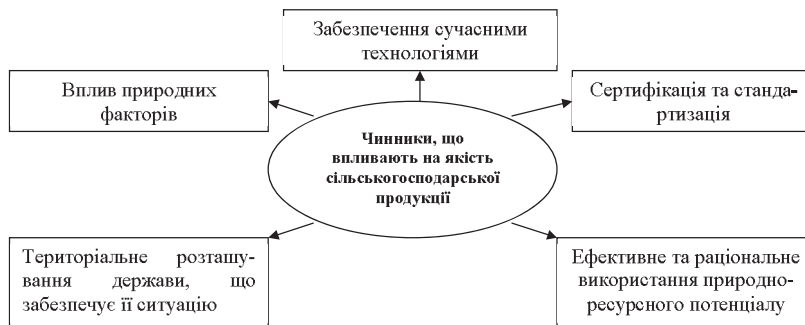 Забезпечення сучасними
технологіями
Вплив природних
факторів
Сертифікація та станда-
ртизація
Чинники, що
впливають на якість
сільськогосподарської
продукції
Територіальне розташу-
вання держави, що
забезпечує її ситуацію
Ефективне та раціональне
використання природно-
ресурсного потенціалу